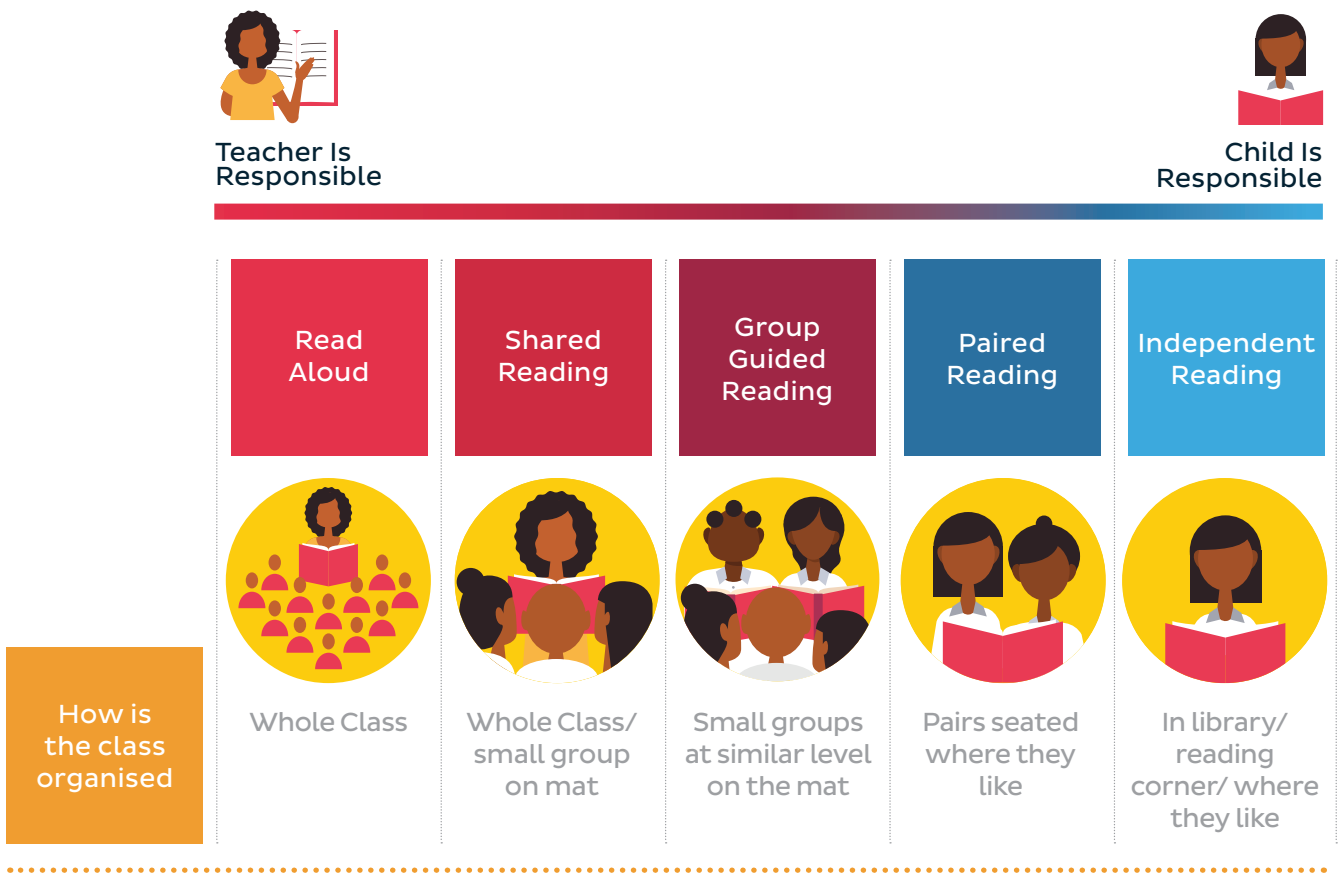 Teacher Is
Responsible
Child Is
Responsible
Read
Aloud
Shared
Reading
Group
Guided
Reading
Paired
Reading
Independent
Reading
How is
the class
organised
Whole Class
Whole Class/
small group
on mat
Small groups
at similar level
on the mat
Pairs seated
where they
like
In library/
reading
corner/ where
they like